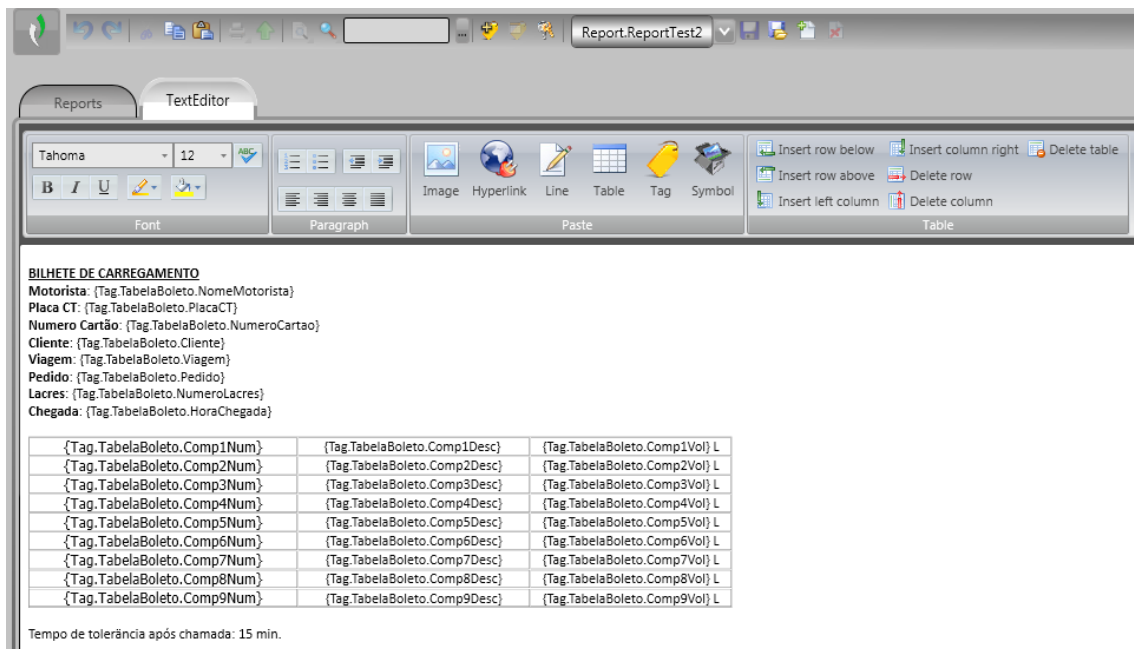 ... Report.ReportTest2
Reports TextEditor
Tahoma 12 ABC Insert row below Insert column right Delete table
B I U Image Hyperlink Line Table Tag Symbol Insert row above Delete row
Insert left column Delete column
Font Paragraph Paste Table
BILHETE DE CARREGAMENTO
Motorista: {Tag.TabelaBoleto.NomeMotorista}
Placa CT: {Tag.TabelaBoleto.PlacaCT}
Numero Cartão: {Tag.TabelaBoleto.NumeroCartao}
Cliente: {Tag.TabelaBoleto.Cliente}
Viagem: {Tag.TabelaBoleto.Viagem}
Pedido: {Tag.TabelaBoleto.Pedido}
Lacres: {Tag.TabelaBoleto.NumeroLacres}
Chegada: {Tag.TabelaBoleto.HoraChegada}
{Tag.TabelaBoleto.Comp1Num} {Tag.TabelaBoleto.Comp1Desc} {Tag.TabelaBoleto.Comp1Vol} L
{Tag.TabelaBoleto.Comp2Num} {Tag.TabelaBoleto.Comp2Desc} {Tag.TabelaBoleto.Comp2Vol} L
{Tag.TabelaBoleto.Comp3Num} {Tag.TabelaBoleto.Comp3Desc} {Tag.TabelaBoleto.Comp3Vol} L
{Tag.TabelaBoleto.Comp4Num} {Tag.TabelaBoleto.Comp4Desc} {Tag.TabelaBoleto.Comp4Vol} L
{Tag.TabelaBoleto.Comp5Num} {Tag.TabelaBoleto.Comp5Desc} {Tag.TabelaBoleto.Comp5Vol} L
{Tag.TabelaBoleto.Comp6Num} {Tag.TabelaBoleto.Comp6Desc} {Tag.TabelaBoleto.Comp6Vol} L
{Tag.TabelaBoleto.Comp7Num} {Tag.TabelaBoleto.Comp7Desc} {Tag.TabelaBoleto.Comp7Vol} L
{Tag.TabelaBoleto.Comp8Num} {Tag.TabelaBoleto.Comp8Desc} {Tag.TabelaBoleto.Comp8Vol} L
{Tag.TabelaBoleto.Comp9Num} {Tag.TabelaBoleto.Comp9Desc} {Tag.TabelaBoleto.Comp9Vol} L
Tempo de tolerãncia após chamada: 15 min.